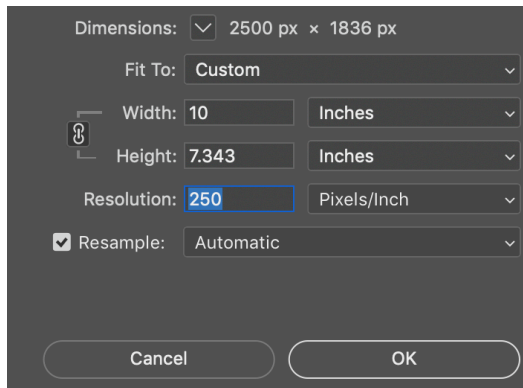 Dimensions: 2500 px × 1836 px
Fit To: Custom
Width: 10 Inches
Height: 7.343 Inches
Resolution: 250 Pixels/Inch
Resample: Automatic
Cancel OK